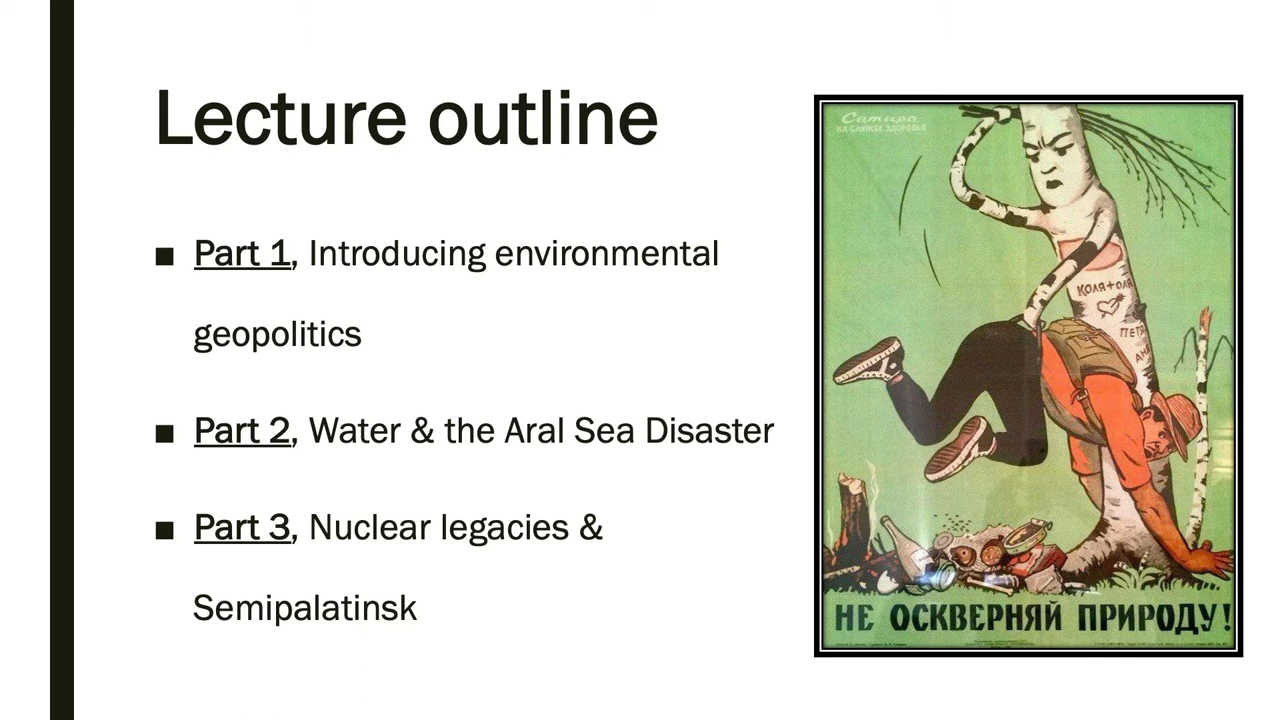 Lecture outline
Part 1, Introducing environmental
geopolitics
Part 2, Water & the Aral Sea Disaster
Part 3, Nuclear legacies &
Semipalatinsk
Сатира
НА СЛУЖБЕ ЗДОРОВЬЯ
КОЛЯ+ОЛЯ
ПЕТЯ
НЕ ОСКВЕРНЯЙ ПРИРОДУ!